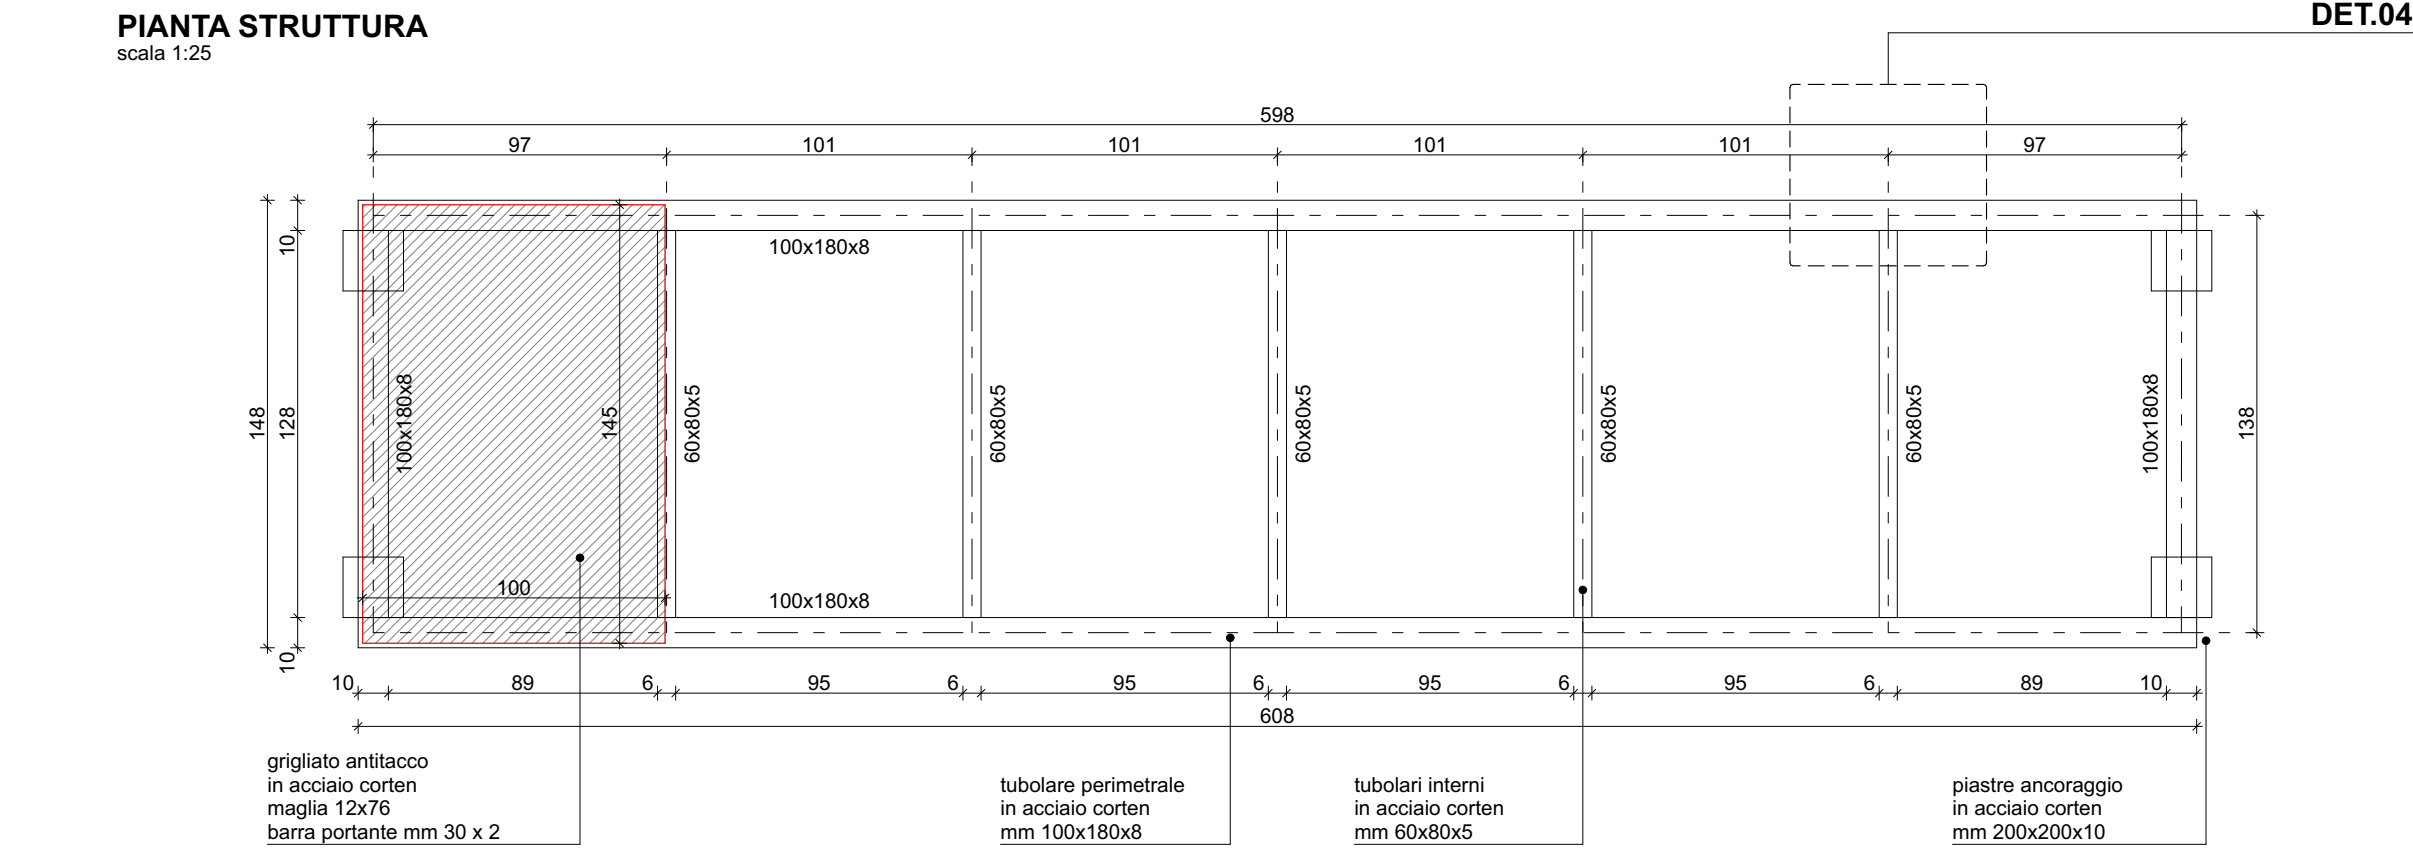 PIANTA STRUTTURA
scala 1:25
DET.04
598
97
101
101
101
101
97
10
128
10
148
100x180x8
100x180x8
145
100
60x80x5
100x180x8
60x80x5
60x80x5
60x80x5
60x80x5
100x180x8
138
10
89
6
95
6
95
6
95
6
95
6
89
10
608
grigliato antitacco
in acciaio corten
maglia 12x76
barra portante mm 30 x 2
tubolare perimetrale
in acciaio corten
mm 100x180x8
tubolari interni
in acciaio corten
mm 60x80x5
piastre ancoraggio
in acciaio corten
mm 200x200x10